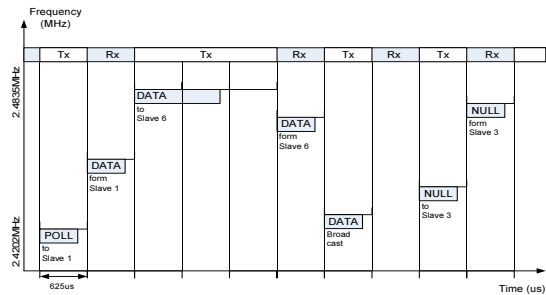 Frequency
(MHz)
Tx Rx Tx Rx Tx Rx Tx Rx
2.4835MHz
DATA
to
Slave 6
NULL
form
Slave 3
DATA
form
Slave 6
DATA
form
Slave 1
NULL
to
Slave 3
DATA
Broad
cast
2.4202MHz
POLL
to
Slave 1
625us
Time (us)